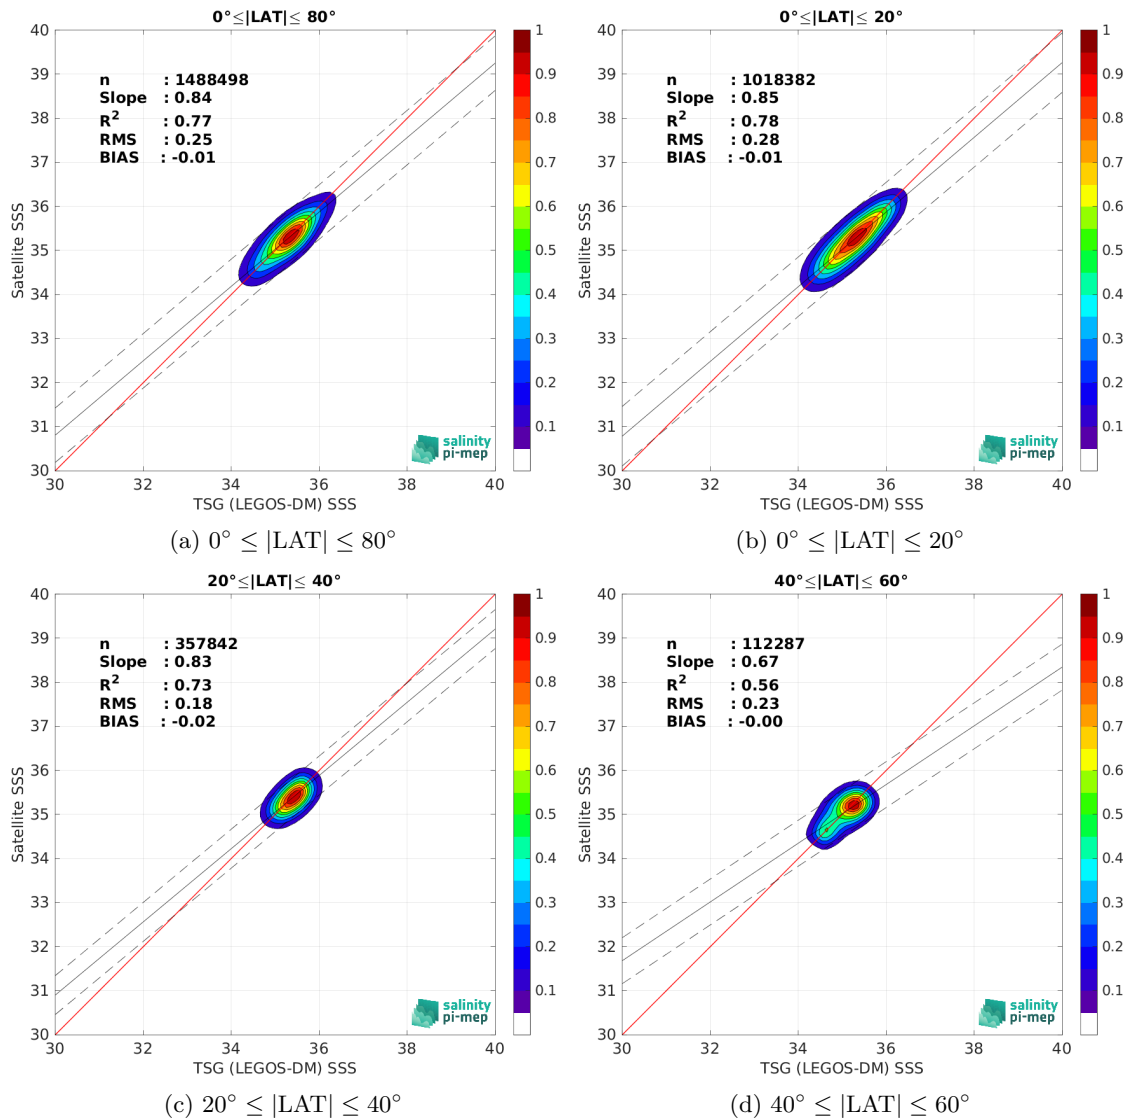 0°≤|LAT|≤ 80°
n : 1488498
Slope : 0.84
R² : 0.77
RMS : 0.25
BIAS : -0.01
Satellite SSS
40
39
38
37
36
35
34
33
32
31
30
30 32 34 36 38 40
TSG (LEGOS-DM) SSS
1
0.9
0.8
0.7
0.6
0.5
0.4
0.3
0.2
0.1
salinity
pi-mep
(a) 0° ≤ |LAT| ≤ 80°
0°≤|LAT|≤ 20°
n : 1018382
Slope : 0.85
R² : 0.78
RMS : 0.28
BIAS : -0.01
Satellite SSS
40
39
38
37
36
35
34
33
32
31
30
30 32 34 36 38 40
TSG (LEGOS-DM) SSS
1
0.9
0.8
0.7
0.6
0.5
0.4
0.3
0.2
0.1
salinity
pi-mep
(b) 0° ≤ |LAT| ≤ 20°
20°≤|LAT|≤ 40°
n : 357842
Slope : 0.83
R² : 0.73
RMS : 0.18
BIAS : -0.02
Satellite SSS
40
39
38
37
36
35
34
33
32
31
30
30 32 34 36 38 40
TSG (LEGOS-DM) SSS
1
0.9
0.8
0.7
0.6
0.5
0.4
0.3
0.2
0.1
salinity
pi-mep
(c) 20° ≤ |LAT| ≤ 40°
40°≤|LAT|≤ 60°
n : 112287
Slope : 0.67
R² : 0.56
RMS : 0.23
BIAS : -0.00
Satellite SSS
40
39
38
37
36
35
34
33
32
31
30
30 32 34 36 38 40
TSG (LEGOS-DM) SSS
1
0.9
0.8
0.7
0.6
0.5
0.4
0.3
0.2
0.1
salinity
pi-mep
(d) 40° ≤ |LAT| ≤ 60°